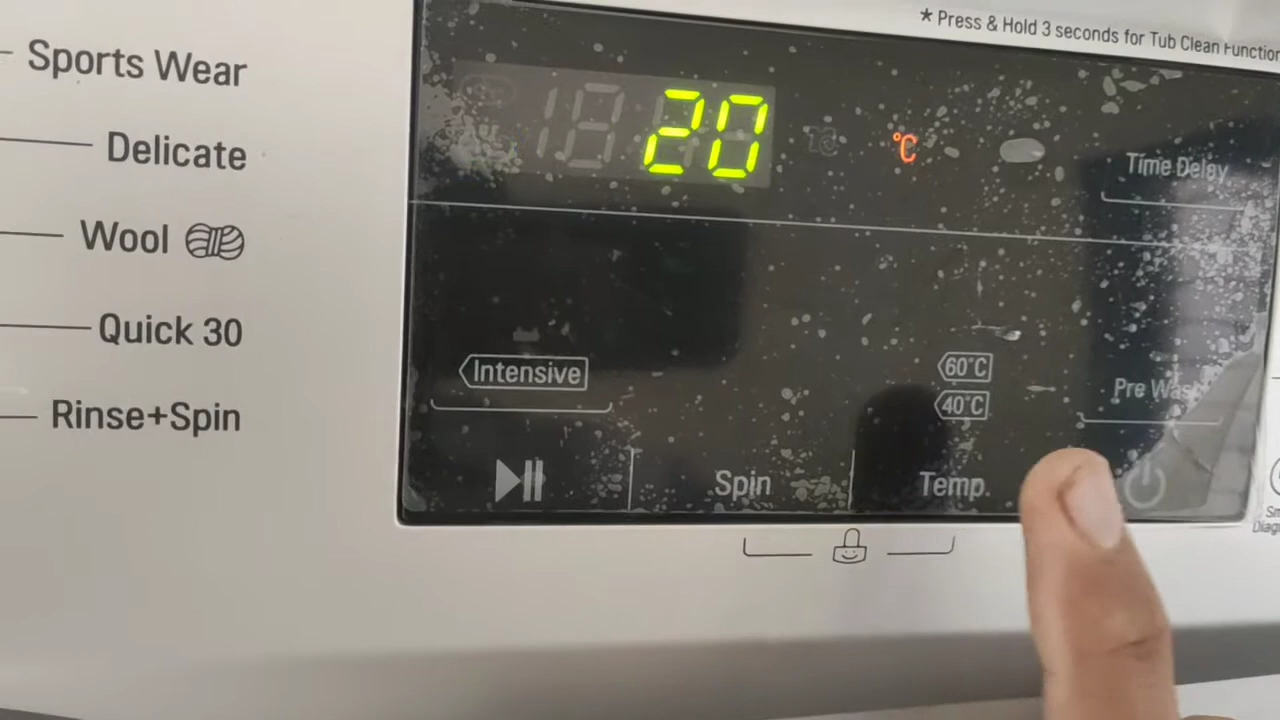 * Press & Hold 3 seconds for Tub Clean Function
Sports Wear
20
°C
Delicate
Time Delay
Wool
Quick 30
Intensive
60°C
40°C
Pre Wash
Rinse+Spin
Spin
Temp.